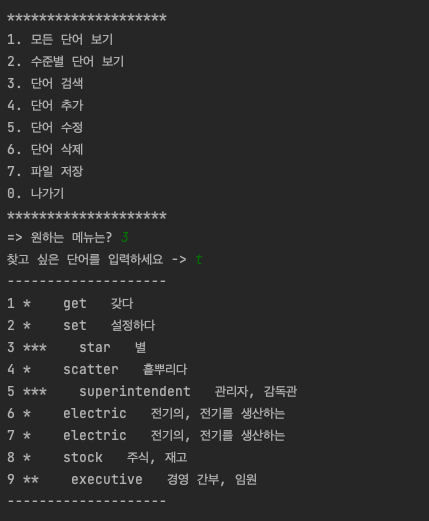 ********************
1. 모든 단어 보기
2. 수준별 단어 보기
3. 단어 검색
4. 단어 추가
5. 단어 수정
6. 단어 삭제
7. 파일 저장
0. 나가기
********************
=> 원하는 메뉴는? 3
찾고 싶은 단어를 입력하세요 -> t
--------------------
1 *    get   갖다
2 *    set   설정하다
3 ***    star   별
4 *    scatter   흩뿌리다
5 ***    superintendent   관리자, 감독관
6 *    electric   전기의, 전기를 생산하는
7 *    electric   전기의, 전기를 생산하는
8 *    stock   주식, 재고
9 **    executive   경영 간부, 임원
--------------------